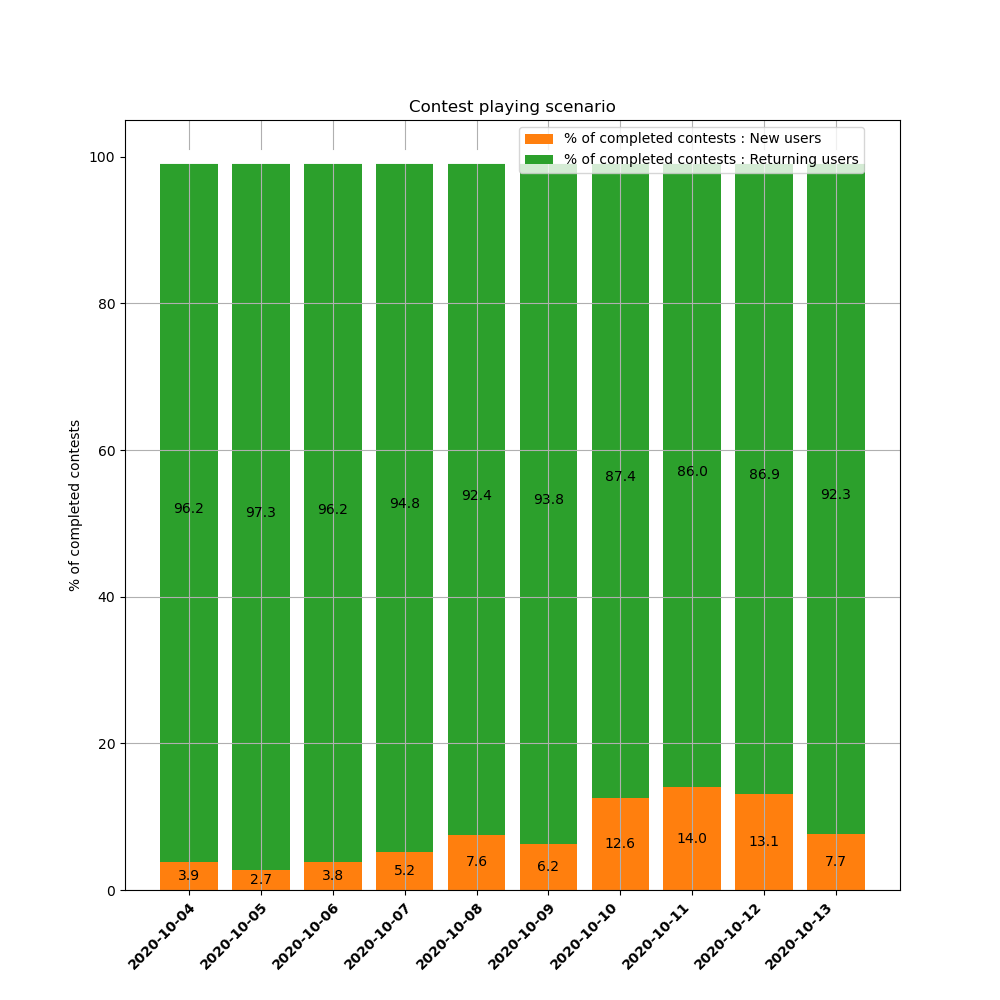 Contest playing scenario
% of completed contests : New users
% of completed contests : Returning users
% of completed contests
100
80
60
40
20
0
96.2 97.3 96.2 94.8 92.4 93.8 87.4 86.0 86.9 92.3
3.9 2.7 3.8 5.2 7.6 6.2 12.6 14.0 13.1 7.7
2020-10-04 2020-10-05 2020-10-06 2020-10-07 2020-10-08 2020-10-09 2020-10-10 2020-10-11 2020-10-12 2020-10-13